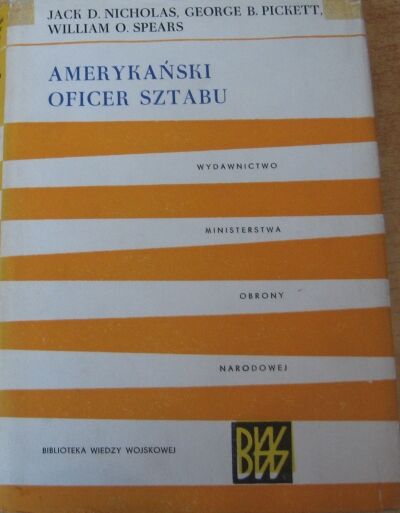 JACK D. NICHOLAS, GEORGE B. PICKETT,
WILLIAM O. SPEARS
AMERYKAŃSKI
OFICER SZTABU
WYDAWNICTWO
MINISTERSTWA
OBRONY
NARODOWEJ
BIBLIOTEKA WIEDZY WOJSKOWEJ
BWW